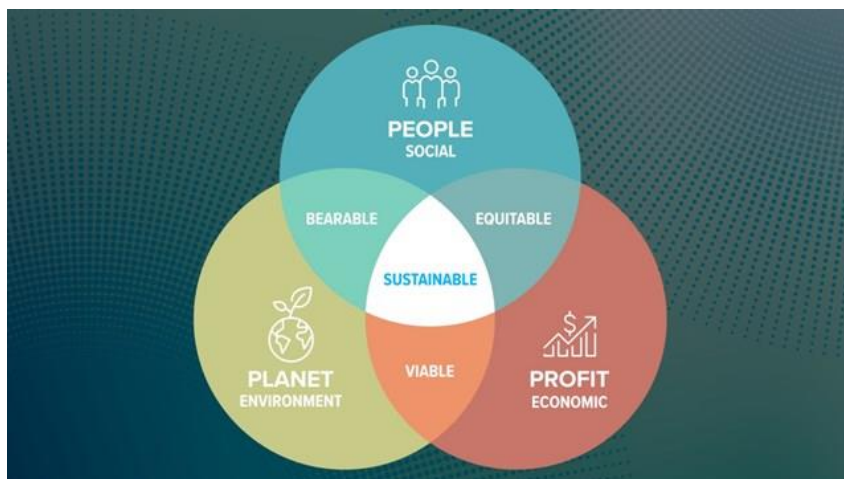 PEOPLE
SOCIAL
BEARABLE
EQUITABLE
SUSTAINABLE
VIABLE
PLANET
ENVIRONMENT
$
PROFIT
ECONOMIC